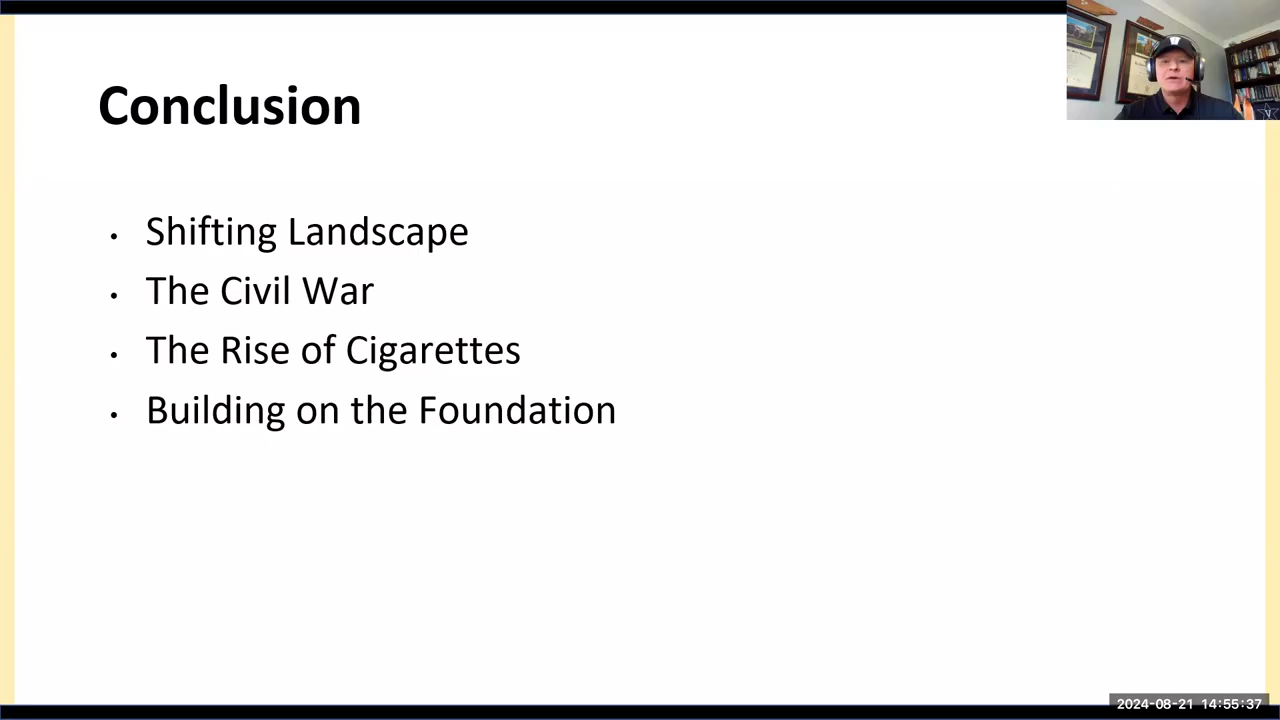 Conclusion
• Shifting Landscape
• The Civil War
• The Rise of Cigarettes
• Building on the Foundation
2024-08-21 14:55:37